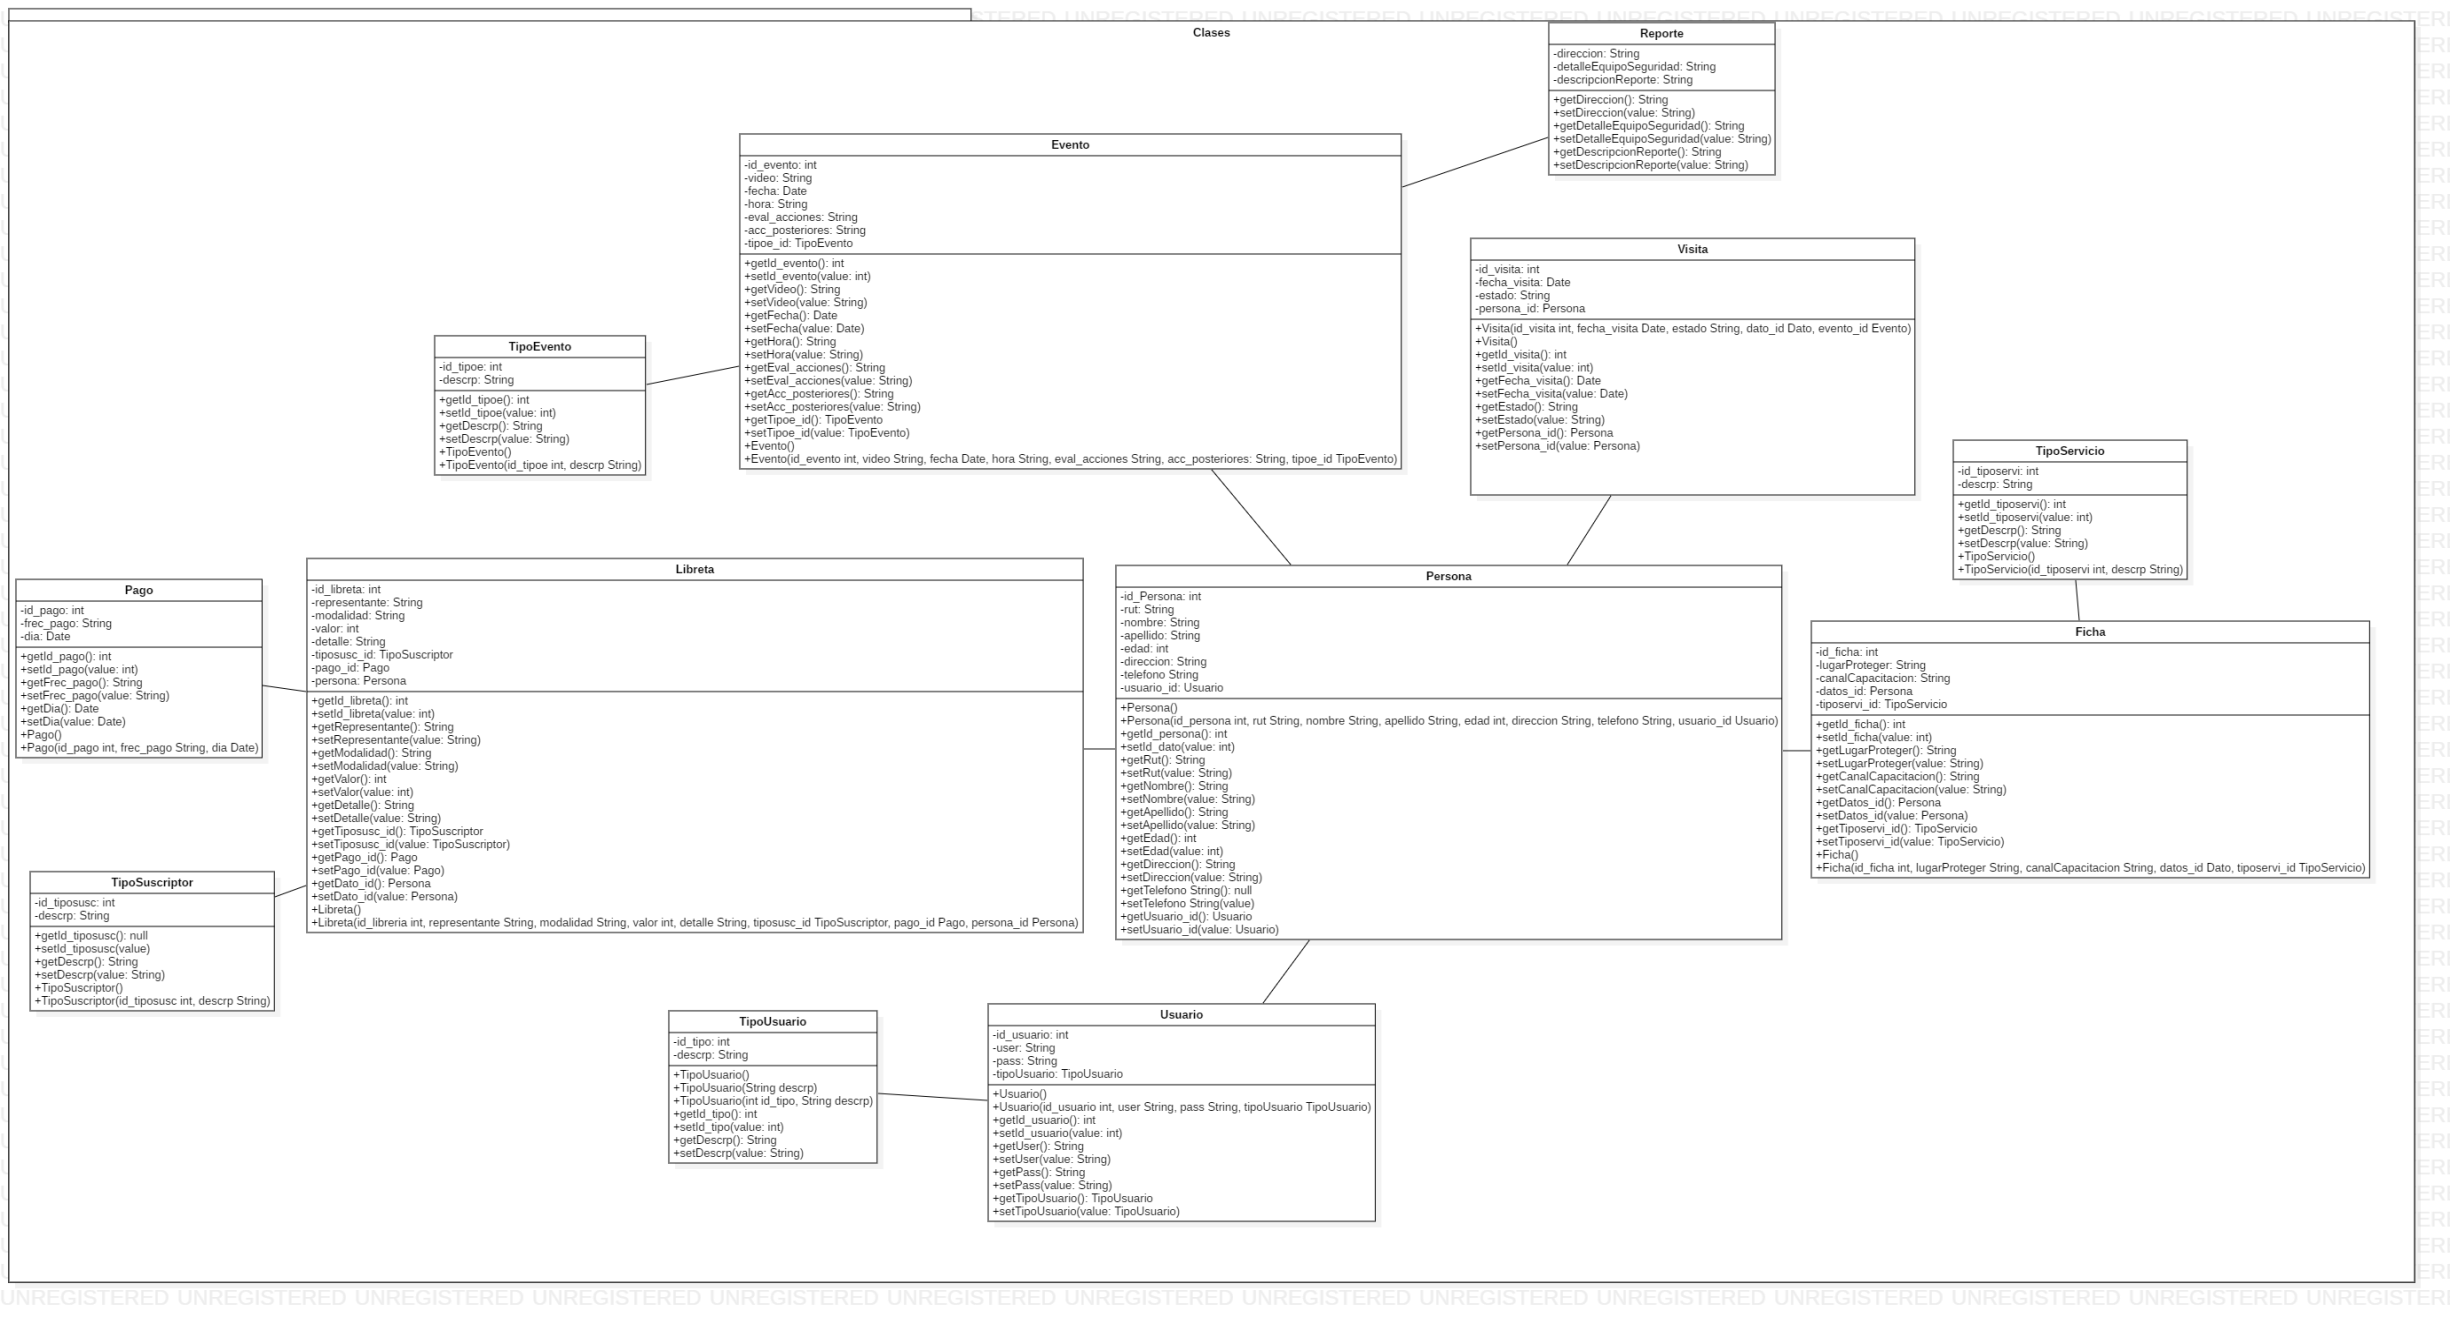 Clases
Reporte
-direccion: String
-detalleEquipoSeguridad: String
-descripcionReporte: String
+getDireccion(): String
+setDireccion(value: String)
+getDetalleEquipoSeguridad(): String
+setDetalleEquipoSeguridad(value: String)
+getDescripcionReporte(): String
+setDescripcionReporte(value: String)
Evento
-id_evento: int
-video: String
-fecha: Date
-hora: String
-eval_acciones: String
-acc_posteriores: String
-tipoe_id: TipoEvento
+getId_evento(): int
+setId_evento(value: int)
+getVideo(): String
+setVideo(value: String)
+getFecha(): Date
+setFecha(value: Date)
+getHora(): String
+setHora(value: String)
+getEval_acciones(): String
+setEval_acciones(value: String)
+getAcc_posteriores(): String
+setAcc_posteriores(value: String)
+getTipoe_id(): TipoEvento
+setTipoe_id(value: TipoEvento)
+Evento()
+Evento(id_evento int, video String, fecha Date, hora String, eval_acciones String, acc_posteriores: String, tipoe_id TipoEvento)
Visita
-id_visita: int
-fecha_visita: Date
-estado: String
-persona_id: Persona
+Visita(id_visita int, fecha_visita Date, estado String, dato_id Dato, evento_id Evento)
+Visita()
+getId_visita(): int
+setId_visita(value: int)
+getFecha_visita(): Date
+setFecha_visita(value: Date)
+getEstado(): String
+setEstado(value: String)
+getPersona_id(): Persona
+setPersona_id(value: Persona)
TipoEvento
-id_tipoe: int
-descrp: String
+getId_tipoe(): int
+setId_tipoe(value: int)
+getDescrp(): String
+setDescrp(value: String)
+TipoEvento()
+TipoEvento(id_tipoe int, descrp String)
TipoServicio
-id_tiposervi: int
-descrp: String
+getId_tiposervi(): int
+setId_tiposervi(value: int)
+getDescrp(): String
+setDescrp(value: String)
+TipoServicio()
+TipoServicio(id_tiposervi int, descrp String)
Pago
-id_pago: int
-frec_pago: String
-dia: Date
+getId_pago(): int
+setId_pago(value: int)
+getFrec_pago(): String
+setFrec_pago(value: String)
+getDia(): Date
+setDia(value: Date)
+Pago()
+Pago(id_pago int, frec_pago String, dia Date)
Libreta
-id_libreta: int
-representante: String
-modalidad: String
-valor: int
-detalle: String
-tiposusc_id: TipoSuscriptor
-pago_id: Pago
-persona: Persona
+getId_libreta(): int
+setId_libreta(value: int)
+getRepresentante(): String
+setRepresentante(value: String)
+getModalidad(): String
+setModalidad(value: String)
+getValor(): int
+setValor(value: int)
+getDetalle(): String
+setDetalle(value: String)
+getTiposusc_id(): TipoSuscriptor
+setTiposusc_id(value: TipoSuscriptor)
+getPago_id(): Pago
+setPago_id(value: Pago)
+getDato_id(): Persona
+setDato_id(value: Persona)
+Libreta()
+Libreta(id_libreria int, representante String, modalidad String, valor int, detalle String, tiposusc_id TipoSuscriptor, pago_id Pago, persona_id Persona)
Persona
-id_Persona: int
-rut: String
-nombre: String
-apellido: String
-edad: int
-direccion: String
-telefono String
-usuario_id: Usuario
+Persona()
+Persona(id_persona int, rut String, nombre String, apellido String, edad int, direccion String, telefono String, usuario_id Usuario)
+getId_persona(): int
+setId_dato(value: int)
+getRut(): String
+setRut(value: String)
+getNombre(): String
+setNombre(value: String)
+getApellido(): String
+setApellido(value: String)
+getEdad(): int
+setEdad(value: int)
+getDireccion(): String
+setDireccion(value: String)
+getTelefono String(): null
+setTelefono String(value)
+getUsuario_id(): Usuario
+setUsuario_id(value: Usuario)
Ficha
-id_ficha: int
-lugarProteger: String
-canalCapacitacion: String
-datos_id: Persona
-tiposervi_id: TipoServicio
+getId_ficha(): int
+setId_ficha(value: int)
+getLugarProteger(): String
+setLugarProteger(value: String)
+getCanalCapacitacion(): String
+setCanalCapacitacion(value: String)
+getDatos_id(): Persona
+setDatos_id(value: Persona)
+getTiposervi_id(): TipoServicio
+setTiposervi_id(value: TipoServicio)
+Ficha()
+Ficha(id_ficha int, lugarProteger String, canalCapacitacion String, datos_id Dato, tiposervi_id TipoServicio)
TipoSuscriptor
-id_tiposusc: int
-descrp: String
+getId_tiposusc(): null
+setId_tiposusc(value)
+getDescrp(): String
+setDescrp(value: String)
+TipoSuscriptor()
+TipoSuscriptor(id_tiposusc int, descrp String)
TipoUsuario
-id_tipo: int
-descrp: String
+TipoUsuario()
+TipoUsuario(String descrp)
+TipoUsuario(int id_tipo, String descrp)
+getId_tipo(): int
+setId_tipo(value: int)
+getDescrp(): String
+setDescrp(value: String)
Usuario
-id_usuario: int
-user: String
-pass: String
-tipoUsuario: TipoUsuario
+Usuario()
+Usuario(id_usuario int, user String, pass String, tipoUsuario TipoUsuario)
+getId_usuario(): int
+setId_usuario(value: int)
+getUser(): String
+setUser(value: String)
+getPass(): String
+setPass(value: String)
+getTipoUsuario(): TipoUsuario
+setTipoUsuario(value: TipoUsuario)
UNREGISTERED UNREGISTERED UNREGISTERED UNREGISTERED UNREGISTERED UNREGISTERED UNREGISTERED UNREGISTERED UNREGISTERED UNREGISTERED UNREGISTERED UNREGISTERED UNREGISTERED